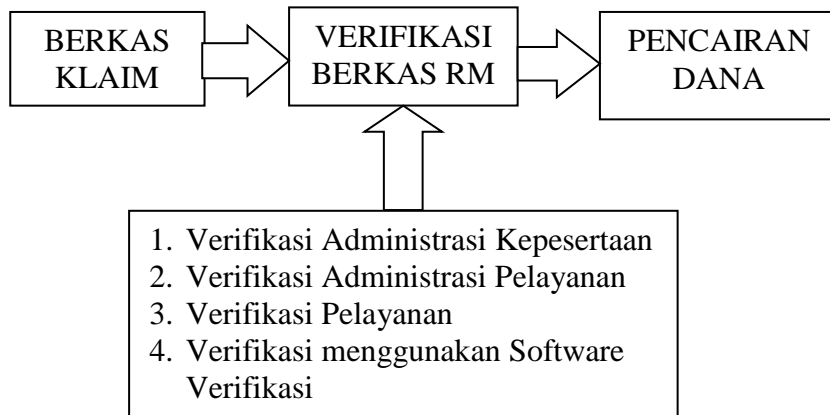 BERKAS
KLAIM
VERIFIKASI
BERKAS RM
PENCAIRAN
DANA
1. Verifikasi Administrasi Kepesertaan
2. Verifikasi Administrasi Pelayanan
3. Verifikasi Pelayanan
4. Verifikasi menggunakan Software
Verifikasi